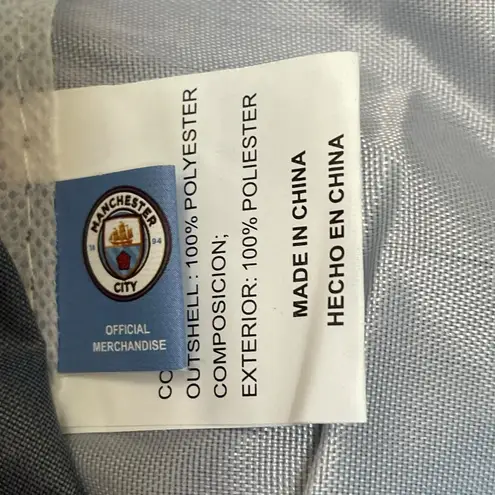 MANCHESTER
18 94
CITY
OFFICIAL
MERCHANDISE
CO
OUTSHELL : 100% POLYESTER
COMPOSICION;
EXTERIOR: 100% POLIESTER
MADE IN CHINA
HECHO EN CHINA